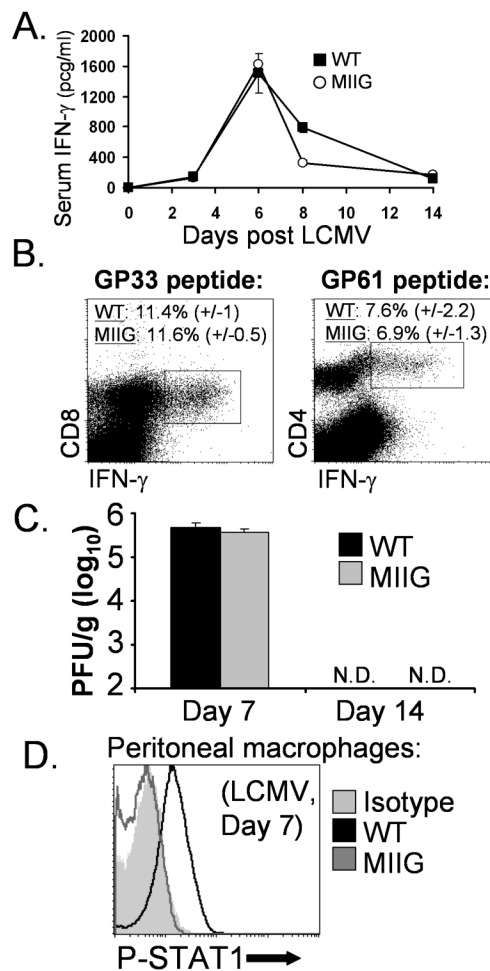 A.
Serum IFN-γ (pcg/ml)
2000
1600
1200
800
400
0
WT
MIIG
0 2 4 6 8 10 12 14
Days post LCMV
B.
GP33 peptide:
WT: 11.4% (+/-1)
MIIG: 11.6% (+/-0.5)
CD8
IFN-γ
GP61 peptide:
WT: 7.6% (+/-2.2)
MIIG: 6.9% (+/-1.3)
CD4
IFN-γ
C.
PFU/g (log10)
6
5
4
3
2
WT
MIIG
N.D. N.D.
Day 7 Day 14
D.
Peritoneal macrophages:
(LCMV,
Day 7)
Isotype
WT
MIIG
P-STAT1